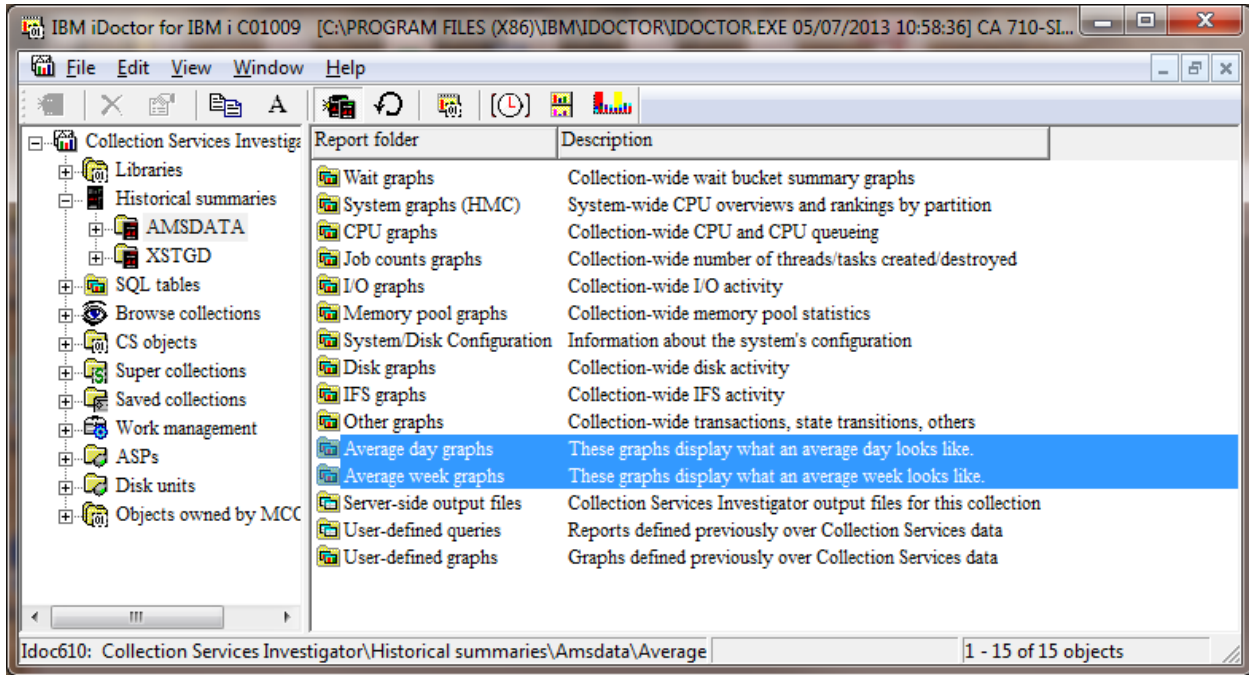 IBM iDoctor for IBM i C01009 [C:\PROGRAM FILES (X86)\IBM\IDOCTOR\IDOCTOR.EXE 05/07/2013 10:58:36] CA 710-SI...
File Edit View Window Help
Collection Services Investiga
Libraries
Historical summaries
AMSDATA
XSTGD
SQL tables
Browse collections
CS objects
Super collections
Saved collections
Work management
ASPs
Disk units
Objects owned by MCC
Report folder Description
Wait graphs Collection-wide wait bucket summary graphs
System graphs (HMC) System-wide CPU overviews and rankings by partition
CPU graphs Collection-wide CPU and CPU queueing
Job counts graphs Collection-wide number of threads/tasks created/destroyed
I/O graphs Collection-wide I/O activity
Memory pool graphs Collection-wide memory pool statistics
System/Disk Configuration Information about the system's configuration
Disk graphs Collection-wide disk activity
IFS graphs Collection-wide IFS activity
Other graphs Collection-wide transactions, state transitions, others
Average day graphs These graphs display what an average day looks like.
Average week graphs These graphs display what an average week looks like.
Server-side output files Collection Services Investigator output files for this collection
User-defined queries Reports defined previously over Collection Services data
User-defined graphs Graphs defined previously over Collection Services data
Idoc610: Collection Services Investigator\Historical summaries\Amsdata\Average 1 - 15 of 15 objects